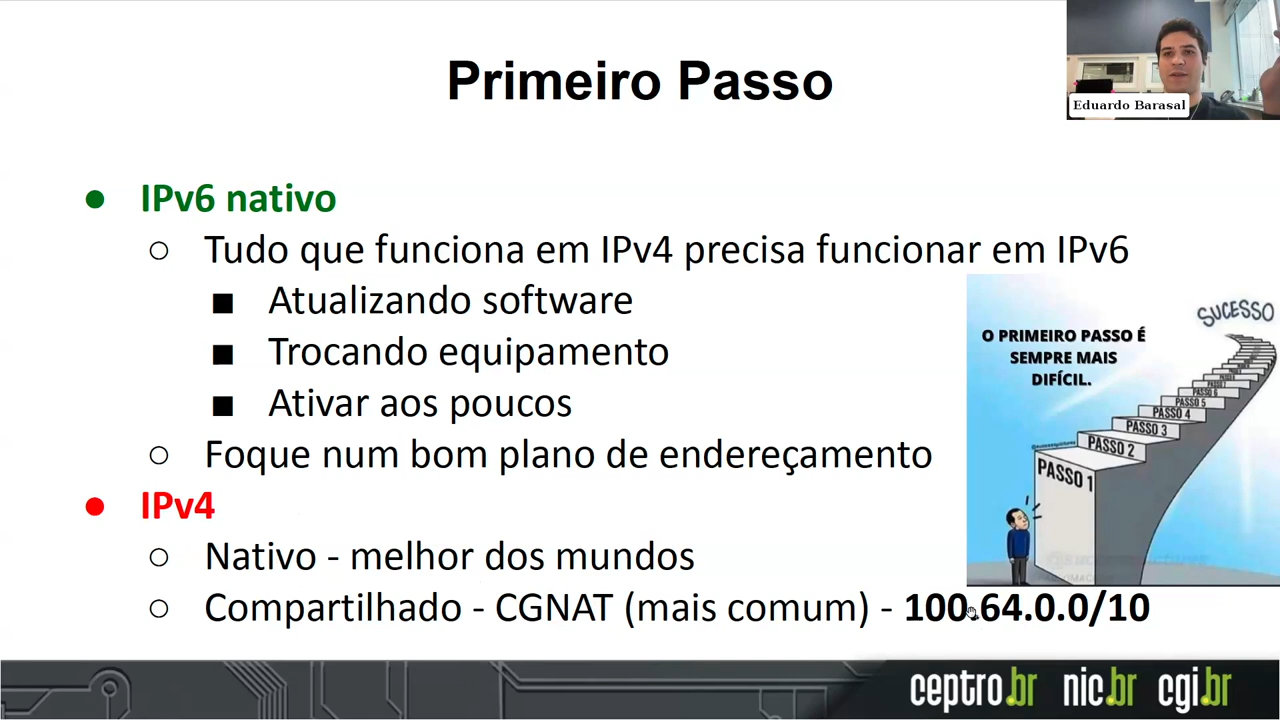 Primeiro Passo
Eduardo Barasal
● IPv6 nativo
○ Tudo que funciona em IPv4 precisa funcionar em IPv6
■ Atualizando software
■ Trocando equipamento
■ Ativar aos poucos
○ Foque num bom plano de endereçamento
● IPv4
○ Nativo - melhor dos mundos
○ Compartilhado - CGNAT (mais comum) - 100.64.0.0/10
SUCESSO
O PRIMEIRO PASSO É
SEMPRE MAIS
DIFÍCIL.
PASSO 5
PASSO 4
PASSO 3
PASSO 2
PASSO 1
ceptro.br nic.br cgi.br